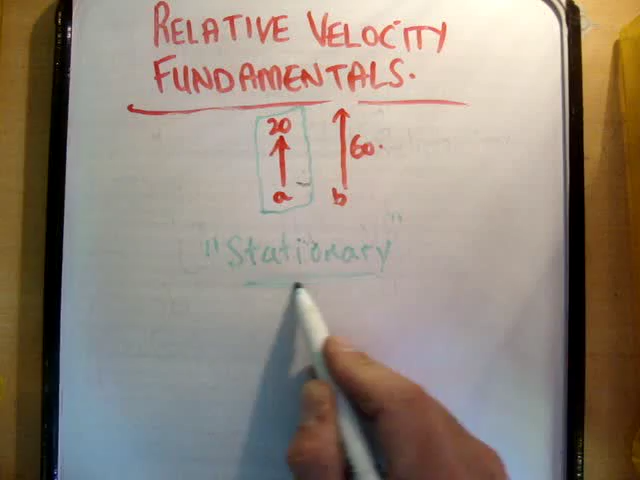 RELATIVE VELOCITY
FUNDAMENTALS.
20
60.
a b
"Stationary"